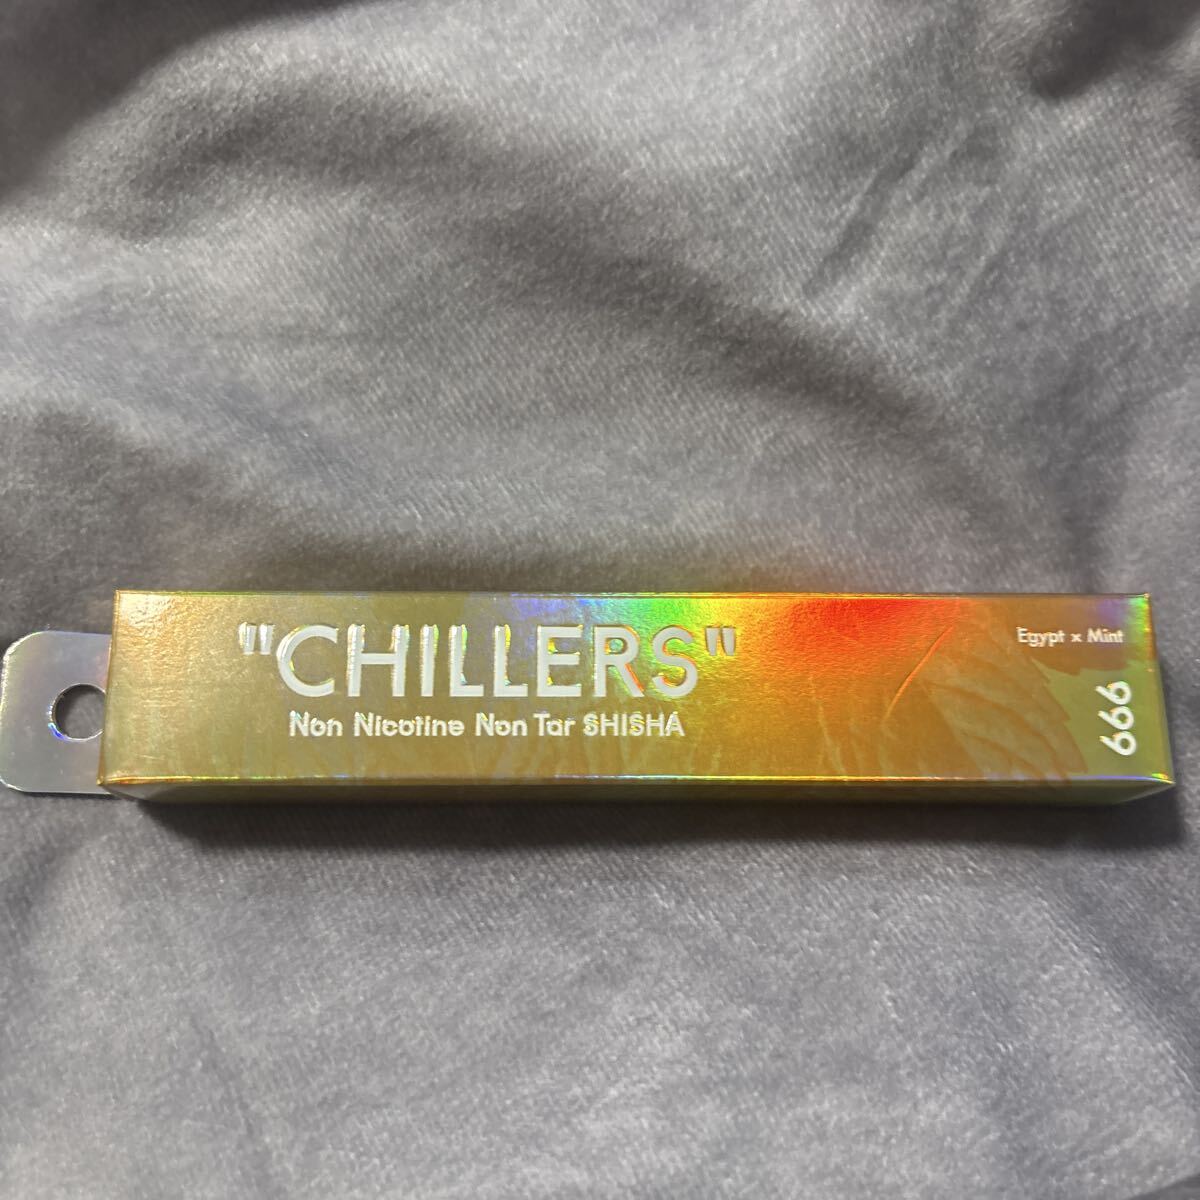 "CHILLERS"
Non Nicotine Non Tar SHISHA
Egypt × Mint
666